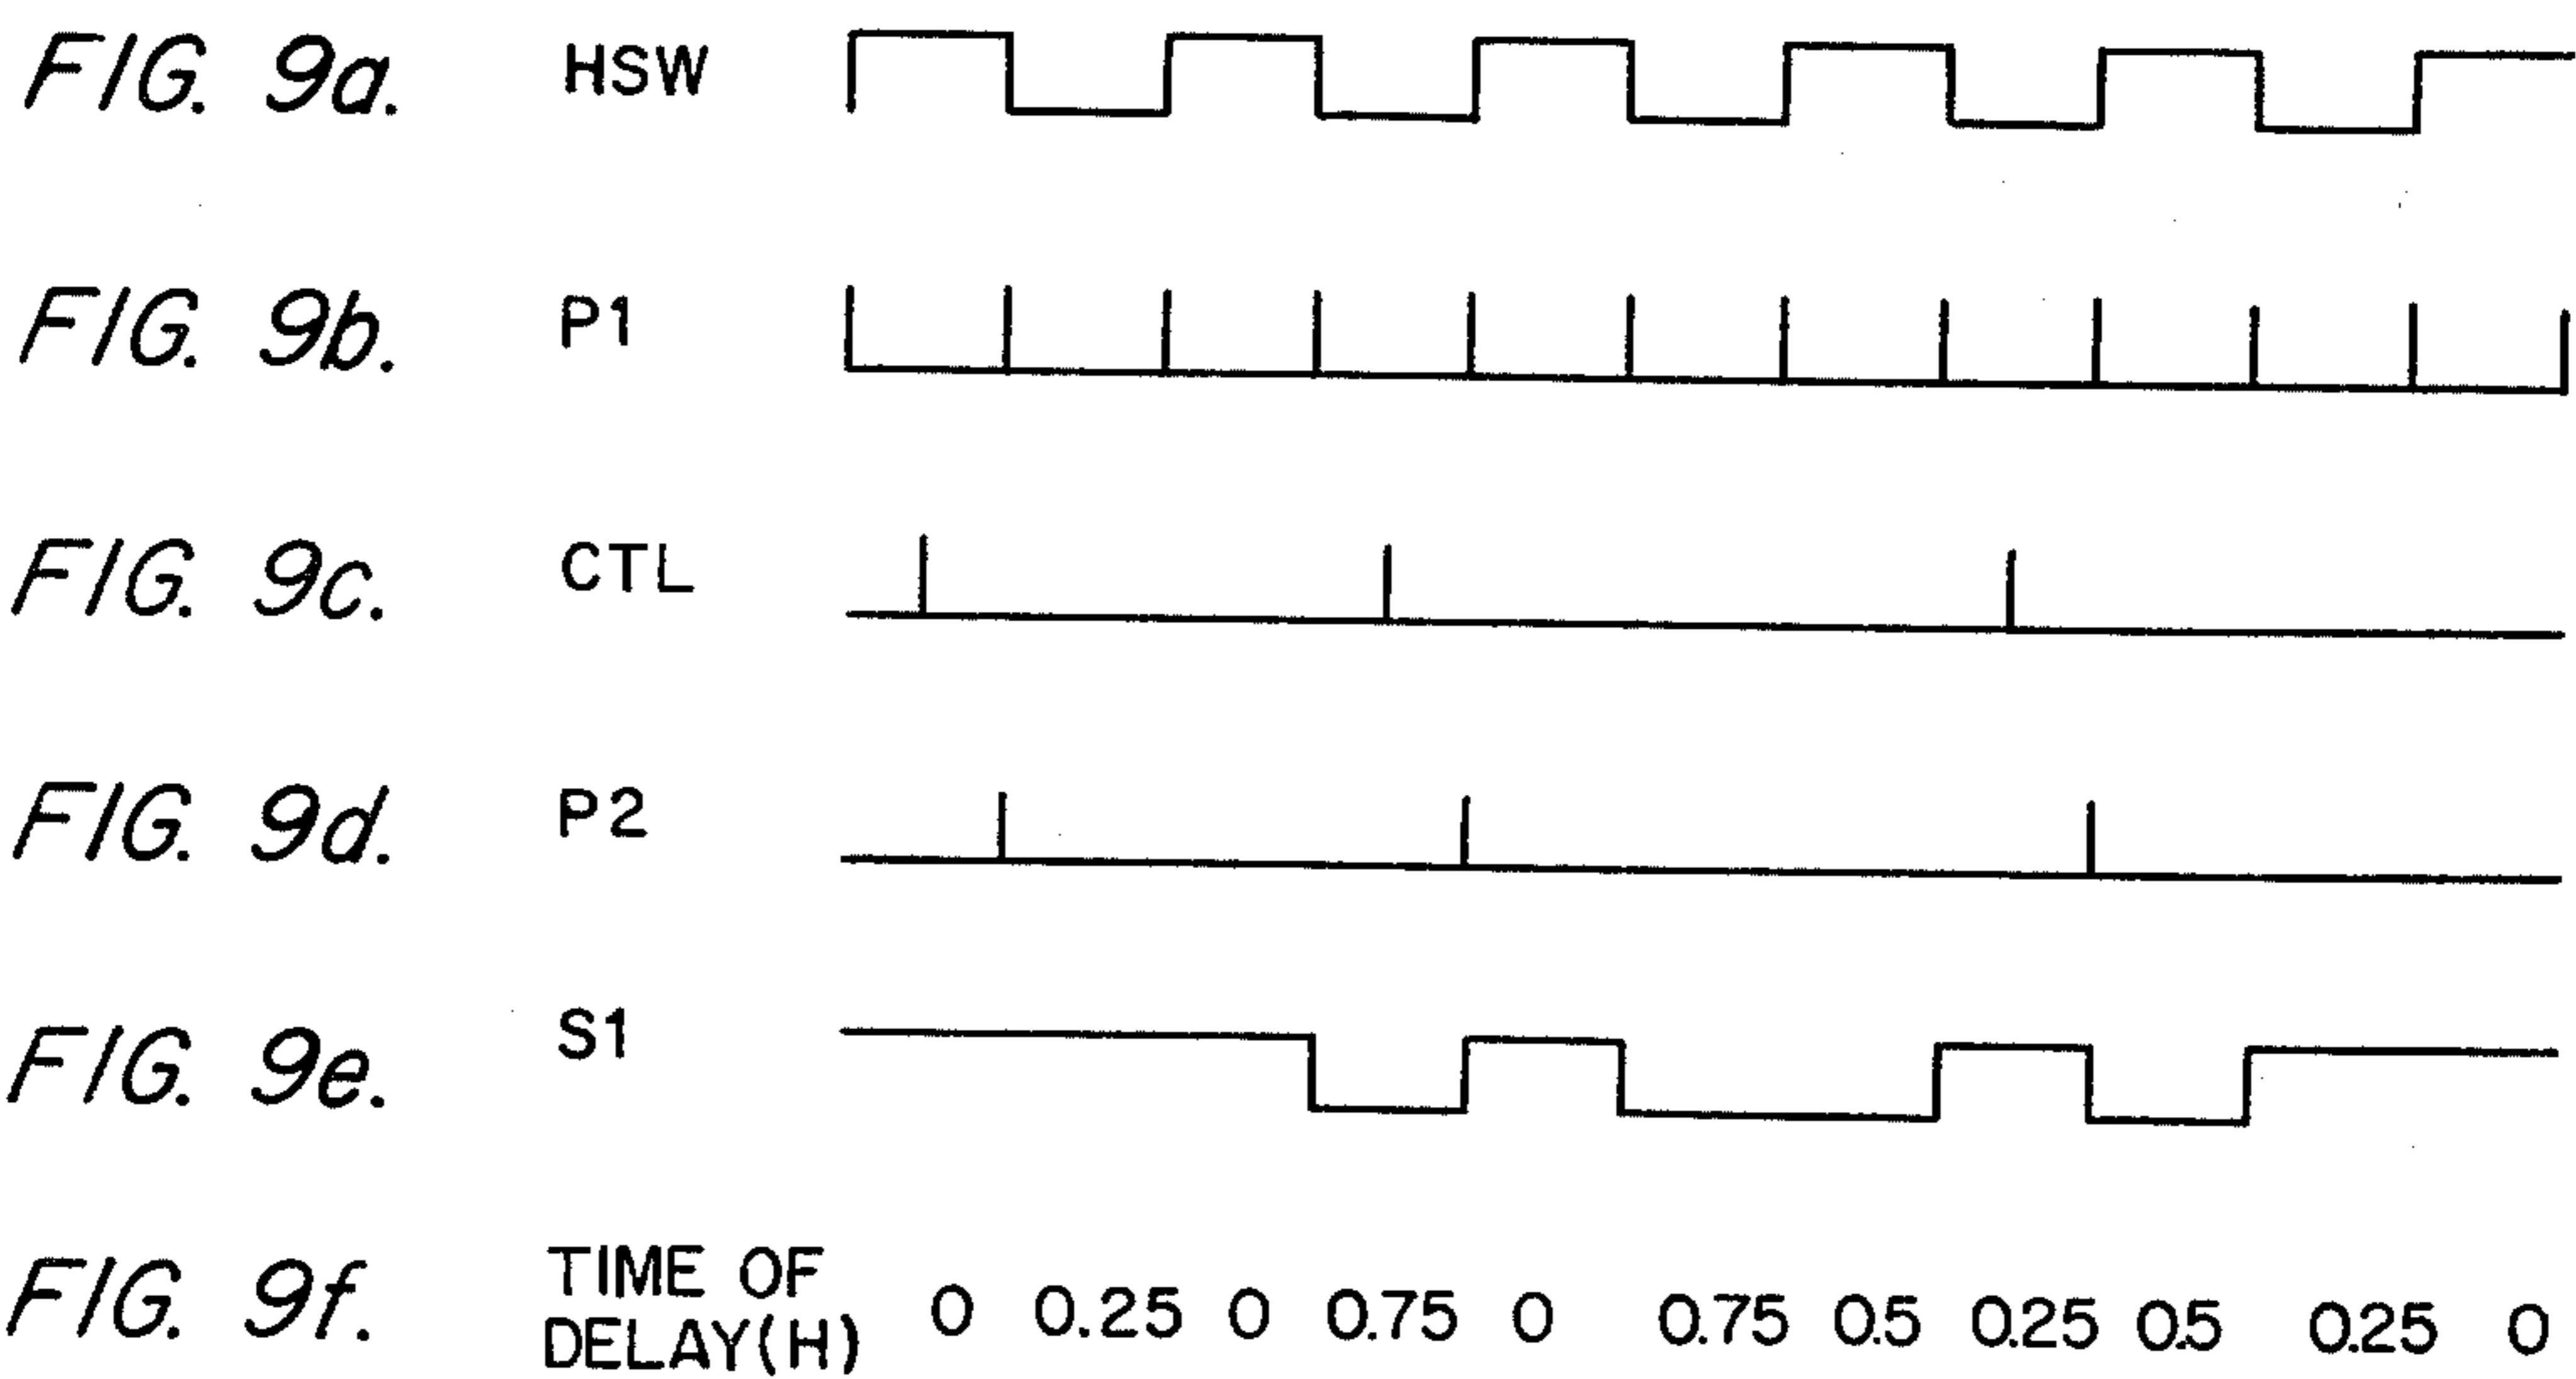 FIG. 9a. HSW
FIG. 9b. P1
FIG. 9c. CTL
FIG. 9d. P2
FIG. 9e. S1
FIG. 9f. TIME OF
DELAY(H) 0 0.25 0 0.75 0 0.75 0.5 0.25 0.5 0.25 0